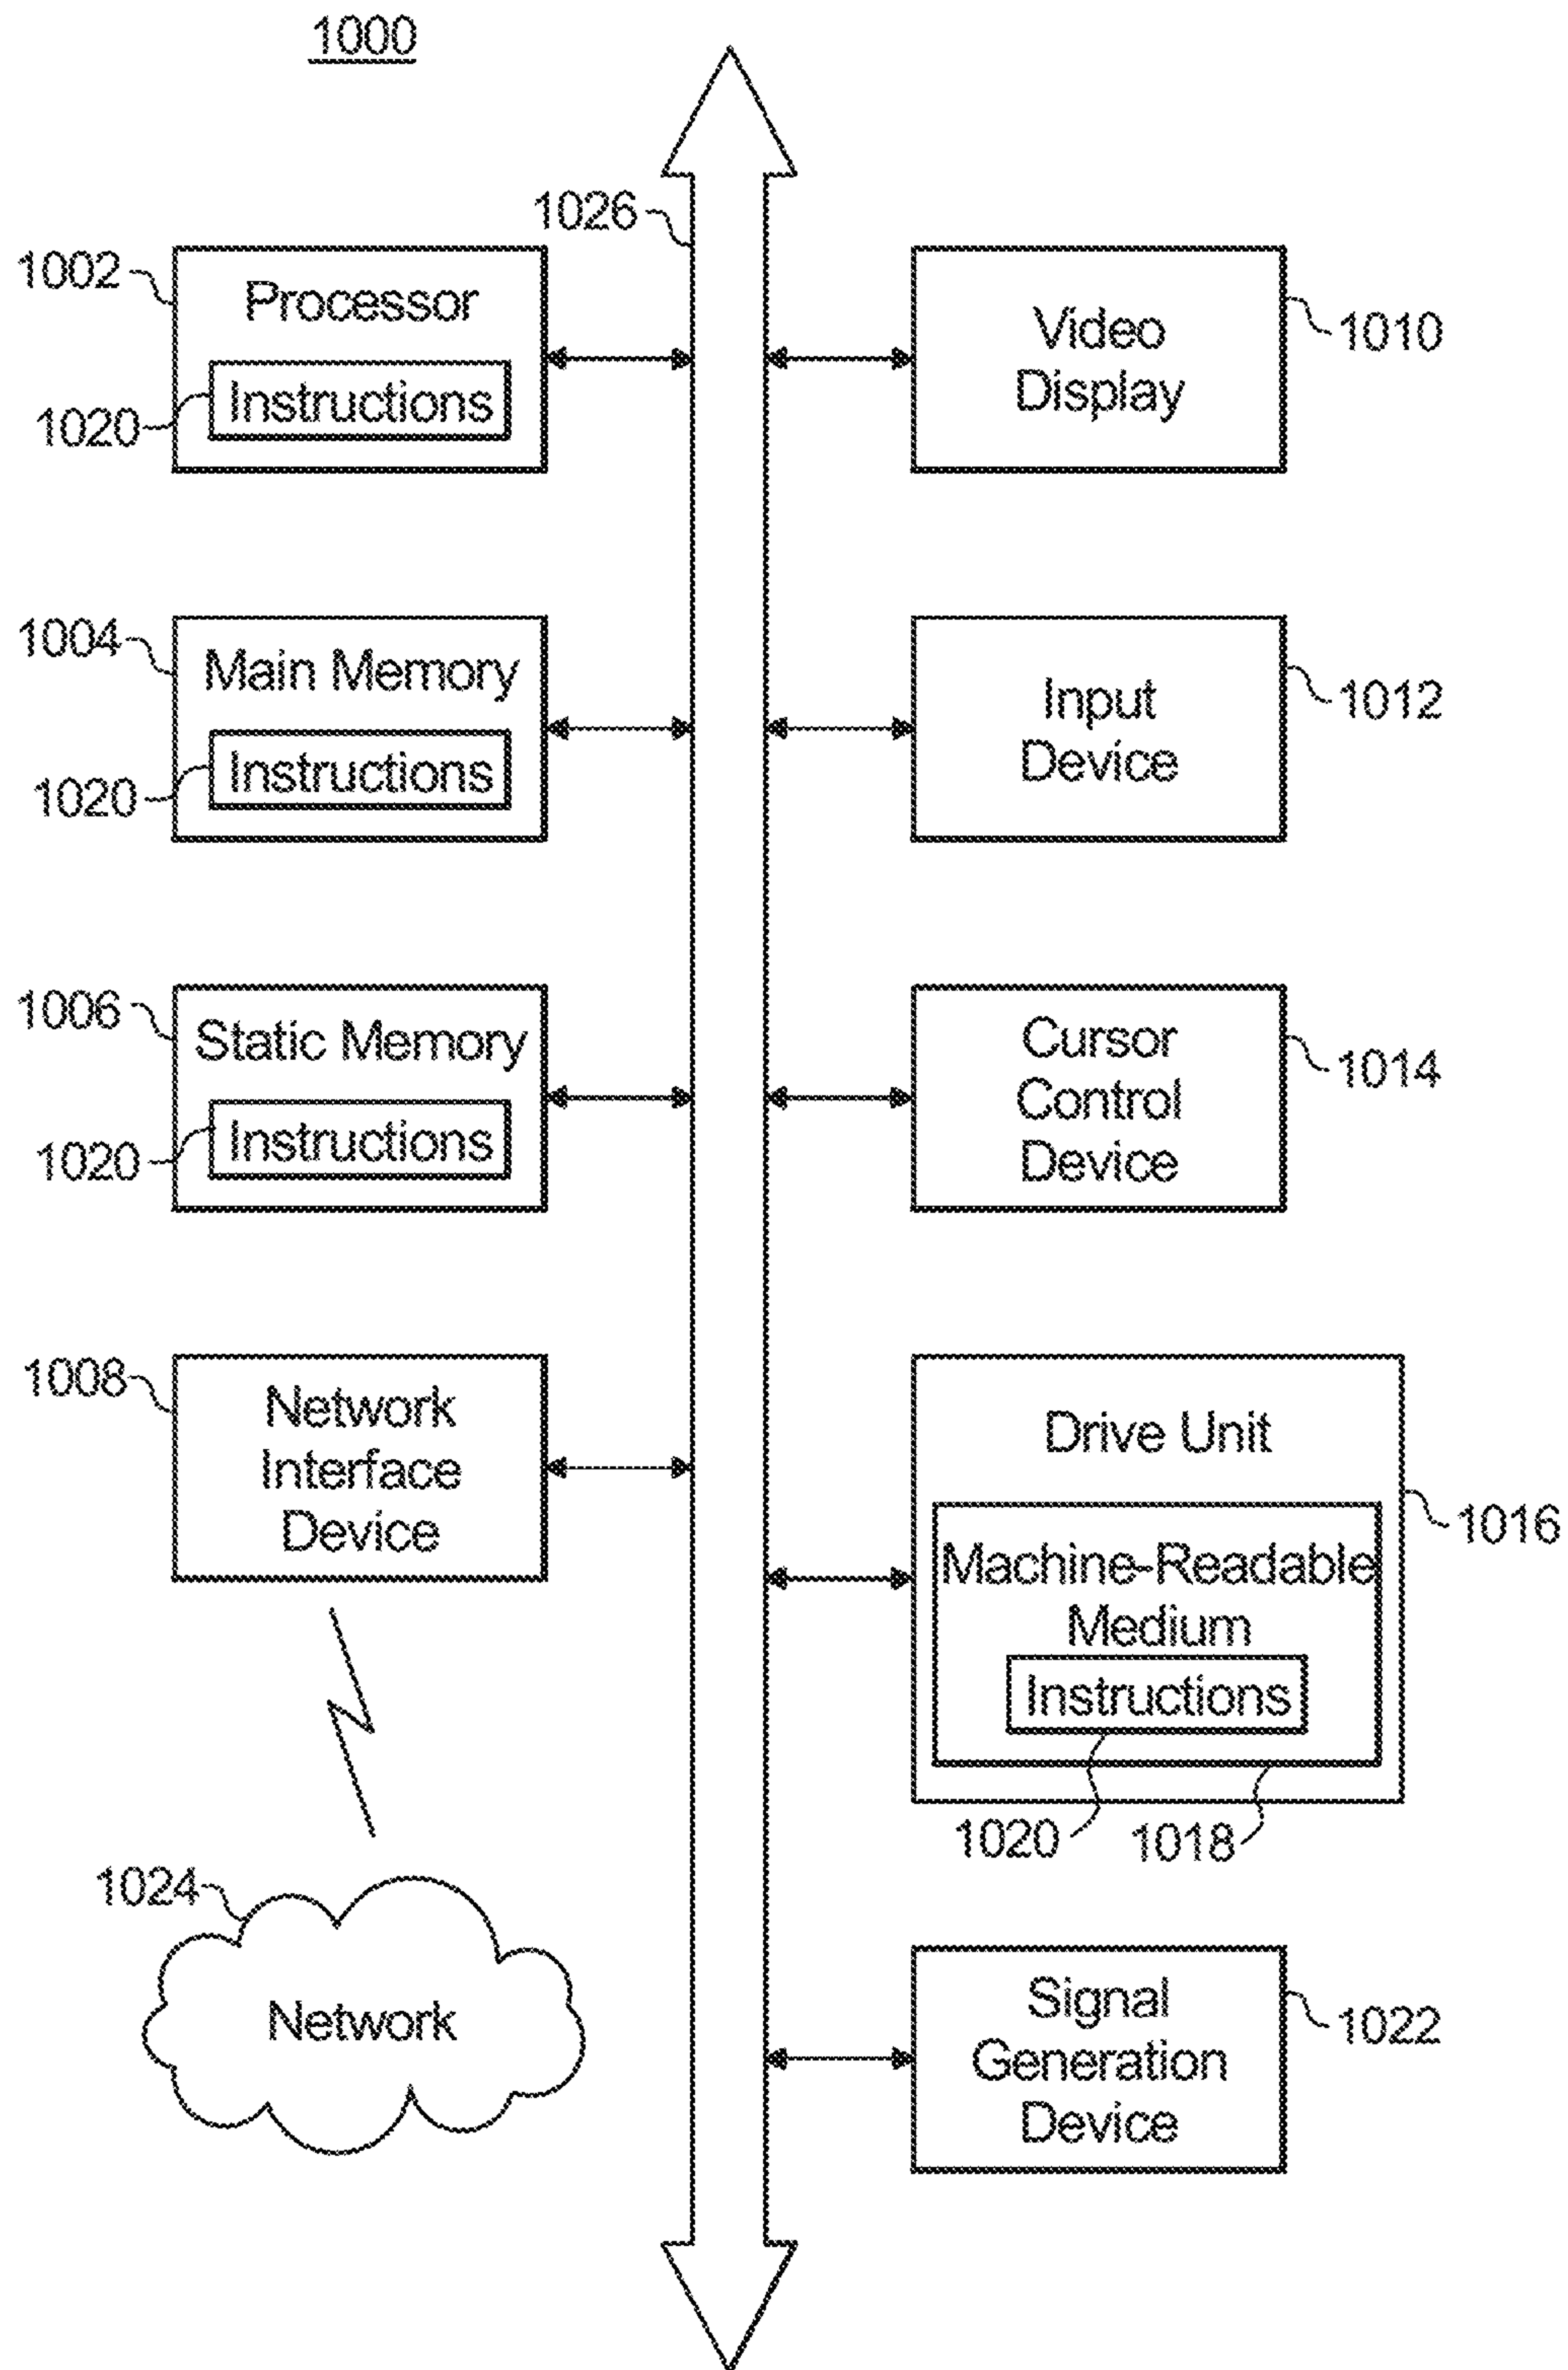 1000
1026
1002
Processor
Instructions
1020
1004
Main Memory
Instructions
1020
1006
Static Memory
Instructions
1020
1008
Network
Interface
Device
1024
Network
Video
Display
1010
Input
Device
1012
Cursor
Control
Device
1014
Drive Unit
1016
Machine-Readable
Medium
Instructions
1020
1018
Signal
Generation
Device
1022